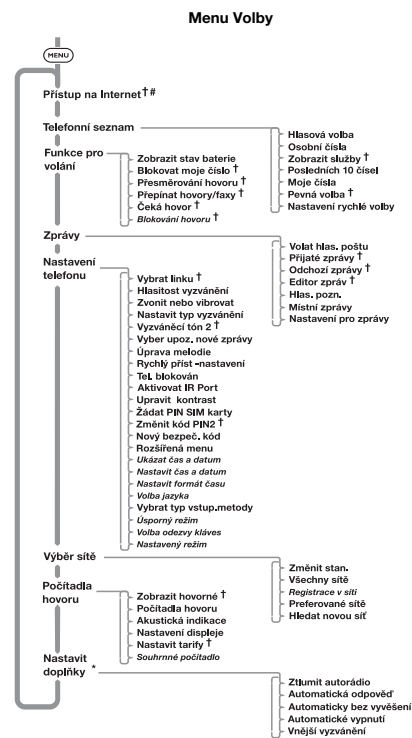 Menu Volby
MENU
Přístup na Internet † #
Telefonní seznam
Hlasová volba
Osobní čísla
Zobrazit služby †
Posledních 10 čísel
Moje čísla
Pevná volba †
Nastavení rychlé volby
Funkce pro
volání
Zobrazit stav baterie
Blokovat moje číslo †
Přesměrování hovoru †
Přepínat hovory/faxy †
Čeká hovor †
Blokování hovoru †
Zprávy
Volat hlas. poštu
Přijaté zprávy †
Odchozí zprávy †
Editor zpráv †
Hlas. pozn.
Místní zprávy
Nastavení pro zprávy
Nastavení
telefonu
Vybrat linku †
Hlasitost vyzvánění
Zvonit nebo vibrovat
Nastavit typ vyzvánění
Vyzváněcí tón 2 †
Vyber upoz. nové zprávy
Úprava melodie
Rychlý příst -nastavení
Tel. blokován
Aktivovat IR Port
Upravit kontrast
Žádat PIN SIM karty
Změnit kód PIN2 †
Nový bezpeč. kód
Rozšířená menu
Ukázat čas a datum
Nastavit čas a datum
Nastavit formát času
Volba jazyka
Vybrat typ vstup.metody
Úsporný režim
Volba odezvy kláves
Nastavený režim
Výběr sítě
Změnit stan.
Všechny sítě
Registrace v síti
Preferované sítě
Hledat novou síť
Počítadla
hovoru
Zobrazit hovorné †
Počítadla hovoru
Akustická indikace
Nastavení displeje
Nastavit tarify †
Souhrnné počítadlo
Nastavit
doplňky *
Ztlumit autorádio
Automatická odpověď
Automaticky bez vyvěšení
Automatické vypnutí
Vnější vyzvánění